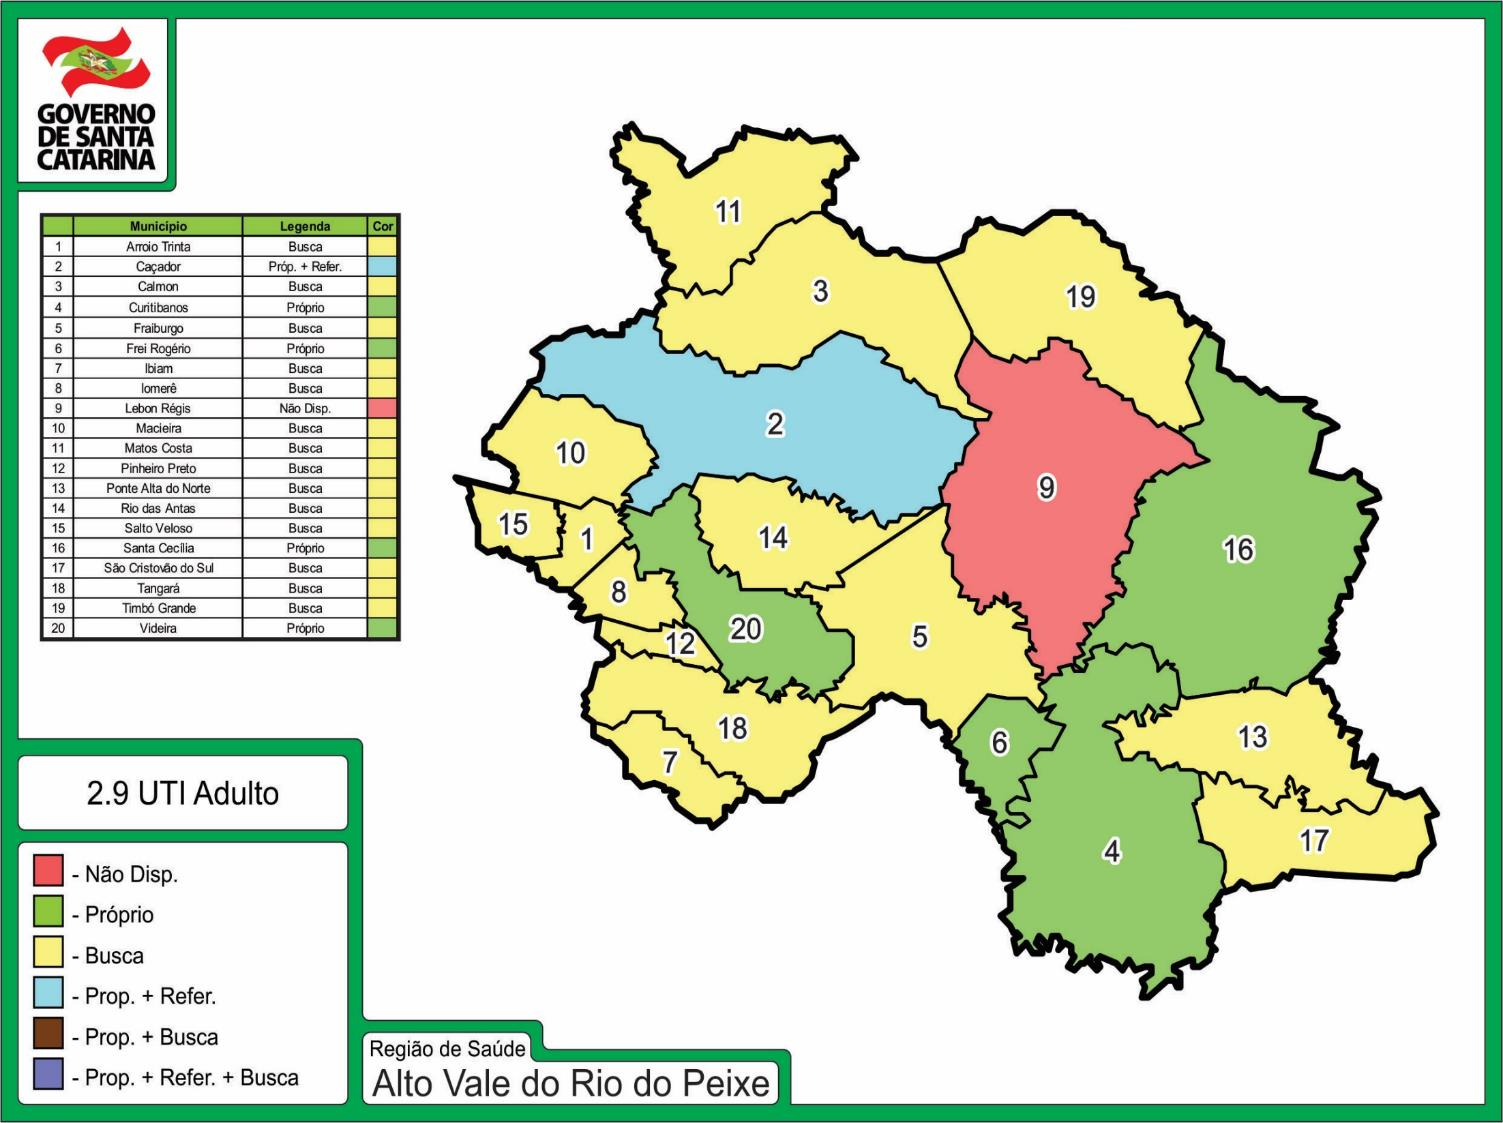 GOVERNO
DE SANTA
CATARINA
Município Legenda Cor
1 Arroio Trinta Busca
2 Caçador Próp. + Refer.
3 Calmon Busca
4 Curitibanos Próprio
5 Fraiburgo Busca
6 Frei Rogério Próprio
7 Ibiam Busca
8 Iomerê Busca
9 Lebon Régis Não Disp.
10 Macieira Busca
11 Matos Costa Busca
12 Pinheiro Preto Busca
13 Ponte Alta do Norte Busca
14 Rio das Antas Busca
15 Salto Veloso Busca
16 Santa Cecília Próprio
17 São Cristovão do Sul Busca
18 Tangará Busca
19 Timbó Grande Busca
20 Videira Próprio
11
3
19
2
10
9
15
1
14
16
8
20
12
5
18
6
13
7
17
4
2.9 UTI Adulto
- Não Disp.
- Próprio
- Busca
- Prop. + Refer.
- Prop. + Busca
- Prop. + Refer. + Busca
Região de Saúde
Alto Vale do Rio do Peixe